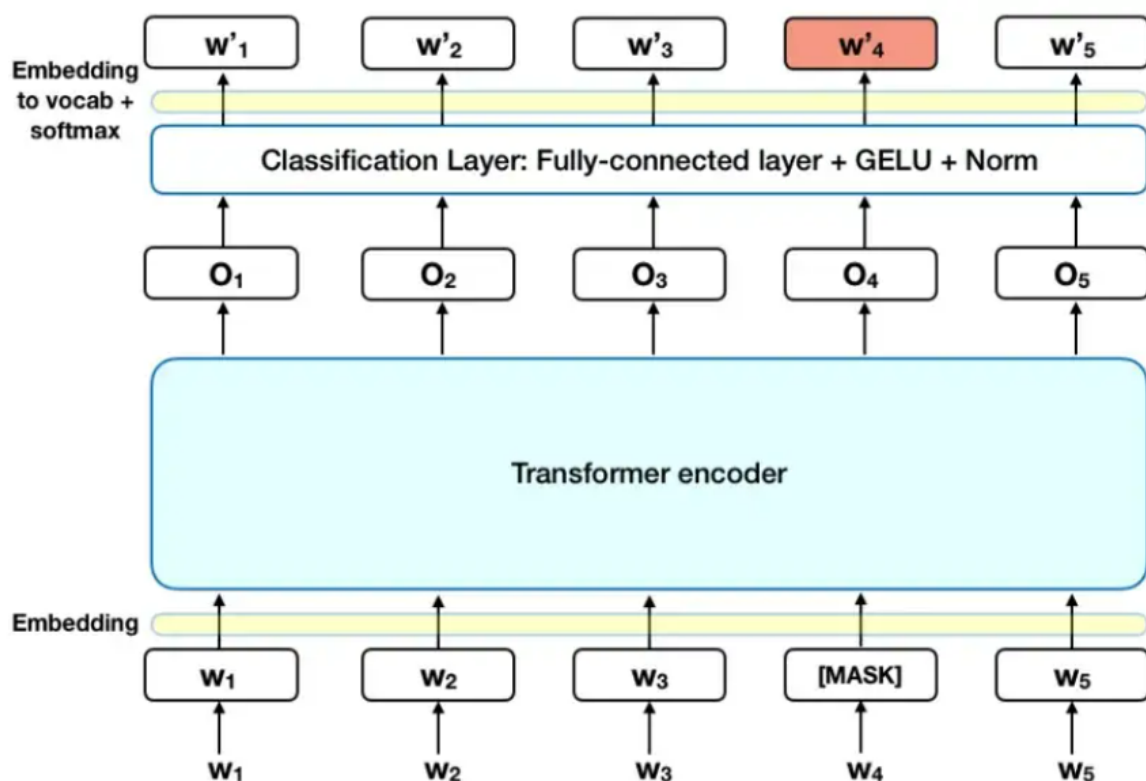 w'1 w'2 w'3 w'4 w'5
Embedding
to vocab +
softmax
Classification Layer: Fully-connected layer + GELU + Norm
O1 O2 O3 O4 O5
Transformer encoder
Embedding
W1 W2 W3 [MASK] W5
W1 W2 W3 W4 W5